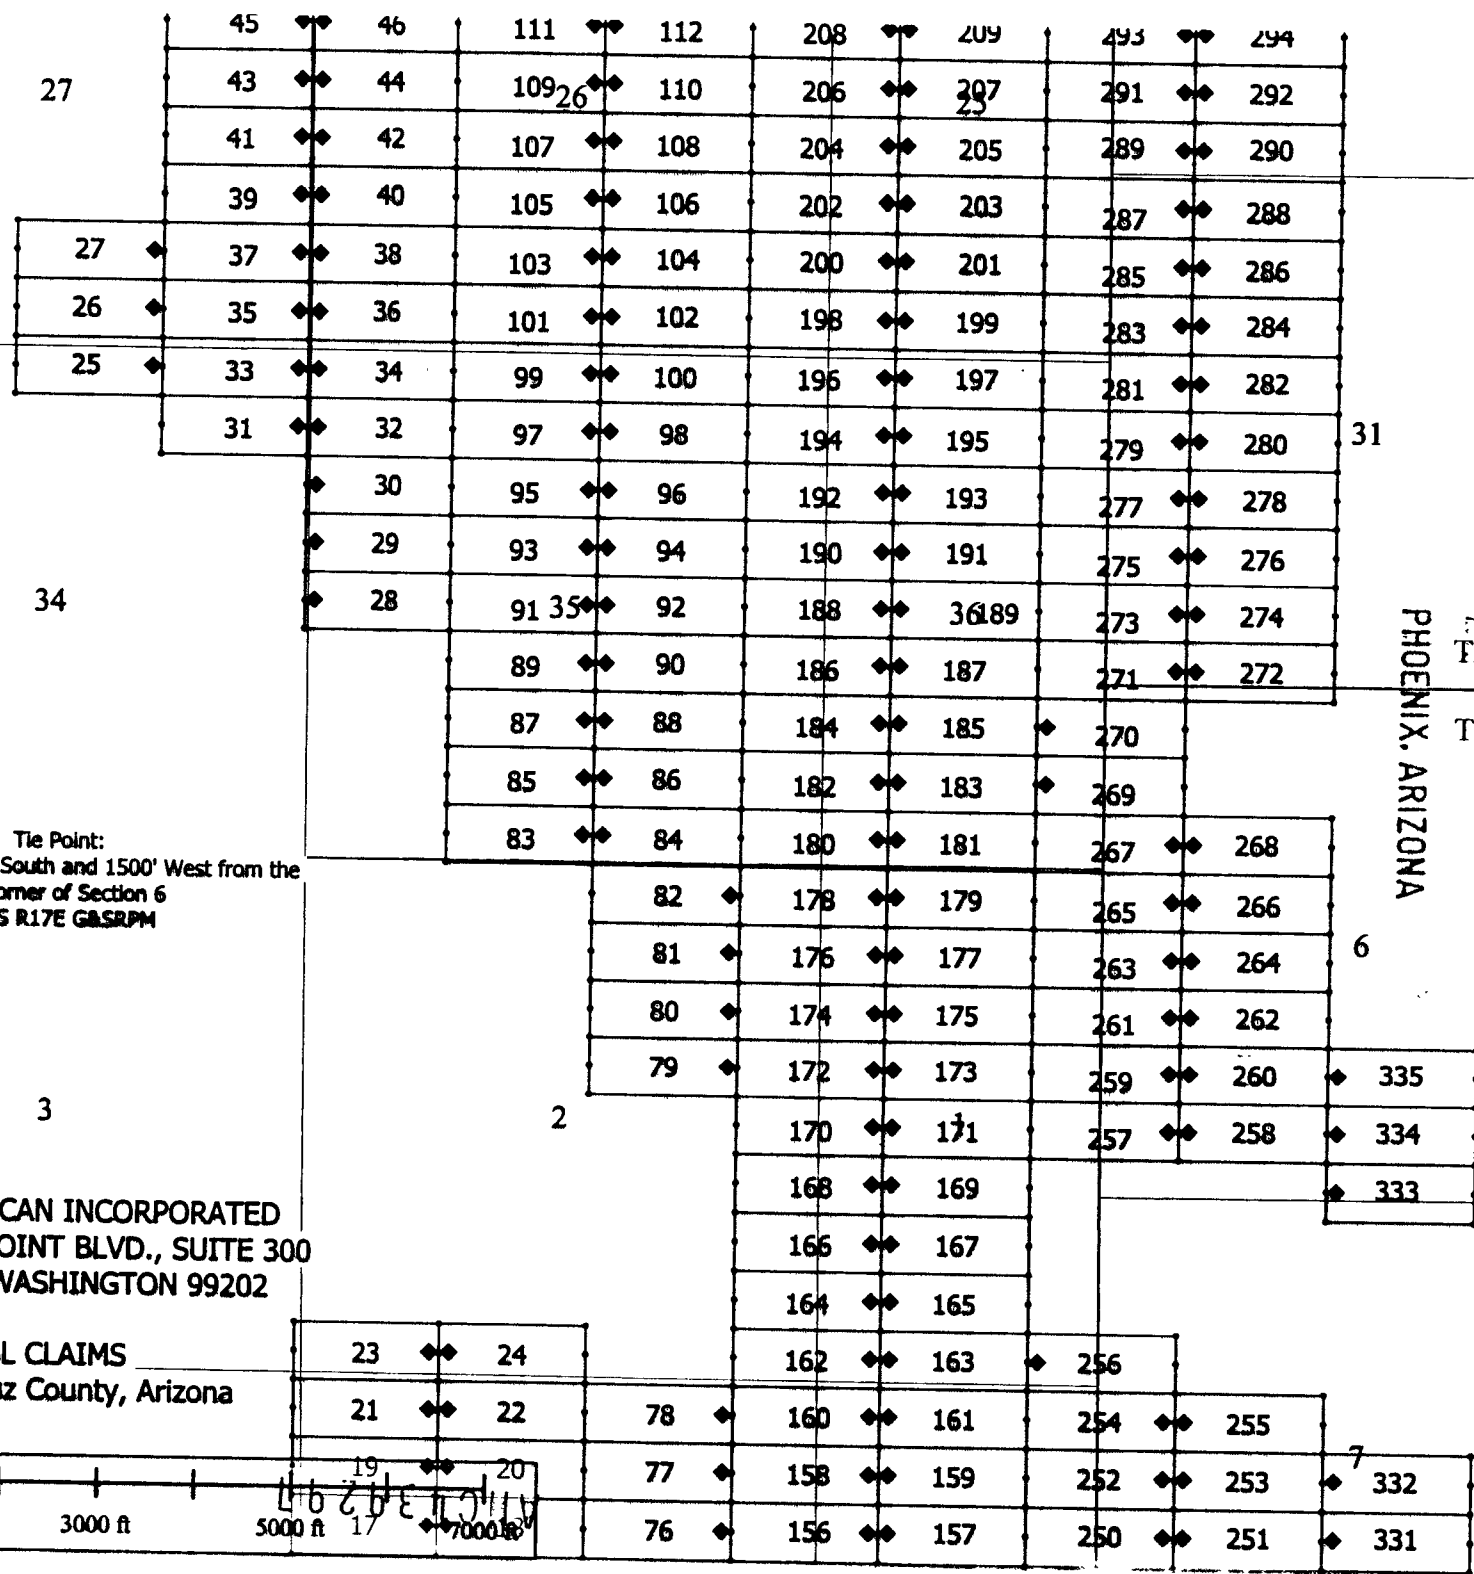 45 46 111 112 208 209 293 294
27 43 44 109 26 110 206 207 25 291 292
41 42 107 108 204 205 289 290
39 40 105 106 202 203 287 288
27 37 38 103 104 200 201 285 286
26 35 36 101 102 198 199 283 284
25 33 34 99 100 196 197 281 282
31 32 97 98 194 195 279 280 31
30 95 96 192 193 277 278
29 93 94 190 191 275 276
34 28 91 35 92 188 36 189 273 274
89 90 186 187 271 272
T
87 88 184 185 270
T
PHOENIX, ARIZONA
85 86 182 183 269
83 84 180 181 267 268
Tie Point:
South and 1500' West from the
orner of Section 6
S R17E G&SRPM
82 178 179 265 266
81 176 177 263 264 6
80 174 175 261 262
79 172 173 259 260 335
3 2 170 171 1 257 258 334
168 169 333
166 167
164 165
CAN INCORPORATED
OINT BLVD., SUITE 300
WASHINGTON 99202
23 24 162 163 256
L CLAIMS
uz County, Arizona
21 22 78 160 161 254 255
19 20 77 158 159 252 253 7 332
17 76 156 157 250 251 331
3000 ft 5000 ft 7000 ft